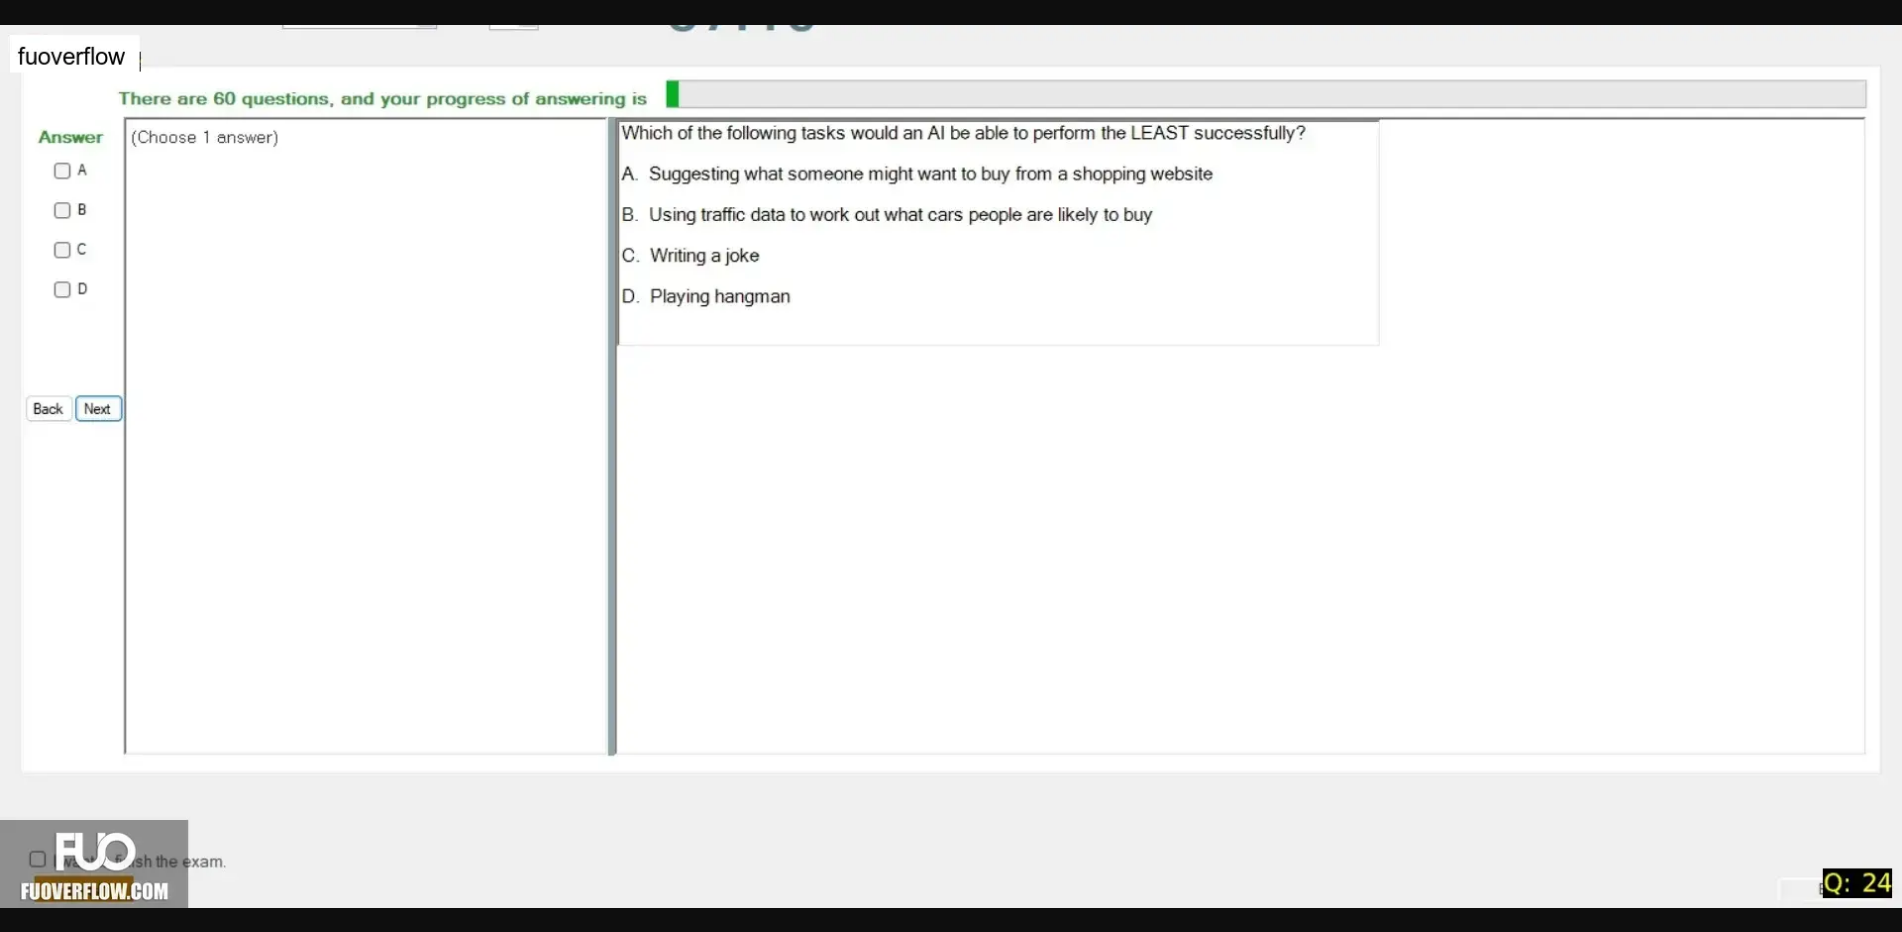 fuoverflow
There are 60 questions, and your progress of answering is
Answer
(Choose 1 answer)
A
B
C
D
Back
Next
Which of the following tasks would an AI be able to perform the LEAST successfully?
A. Suggesting what someone might want to buy from a shopping website
B. Using traffic data to work out what cars people are likely to buy
C. Writing a joke
D. Playing hangman
FUO
the exam.
FUOVERFLOW.COM
Q: 24